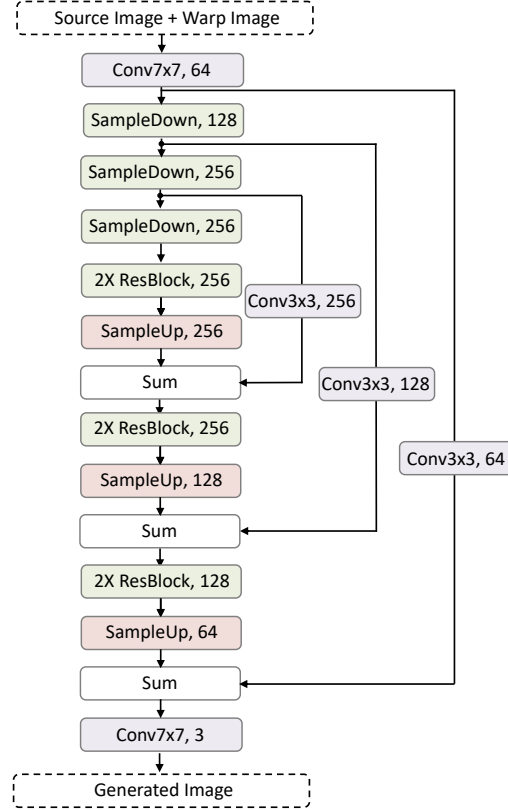 Source Image + Warp Image
Conv7x7, 64
SampleDown, 128
SampleDown, 256
SampleDown, 256
2X ResBlock, 256
Conv3x3, 256
SampleUp, 256
Sum
Conv3x3, 128
2X ResBlock, 256
Conv3x3, 64
SampleUp, 128
Sum
2X ResBlock, 128
SampleUp, 64
Sum
Conv7x7, 3
Generated Image